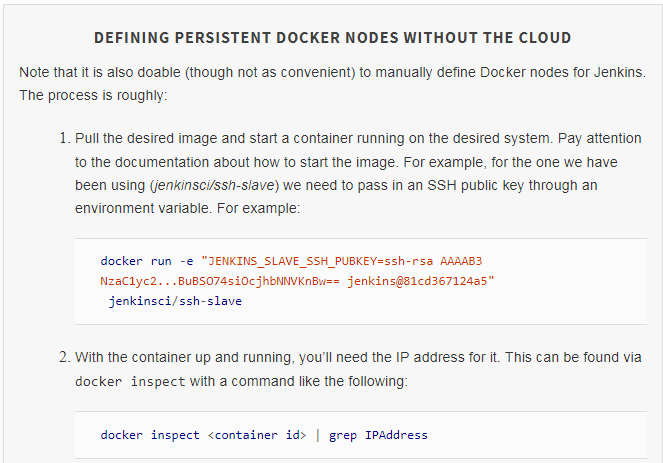 DEFINING PERSISTENT DOCKER NODES WITHOUT THE CLOUD
Note that it is also doable (though not as convenient) to manually define Docker nodes for Jenkins.
The process is roughly:
1. Pull the desired image and start a container running on the desired system. Pay attention
to the documentation about how to start the image. For example, for the one we have
been using (jenkinsci/ssh-slave) we need to pass in an SSH public key through an
environment variable. For example:
docker run -e "JENKINS_SLAVE_SSH_PUBKEY=ssh-rsa AAAAB3
NzaC1yc2...BuBSO74siOcjhbNNVKnBw== jenkins@81cd367124a5"
jenkinsci/ssh-slave
2. With the container up and running, you’ll need the IP address for it. This can be found via
docker inspect with a command like the following:
docker inspect <container id> | grep IPAddress